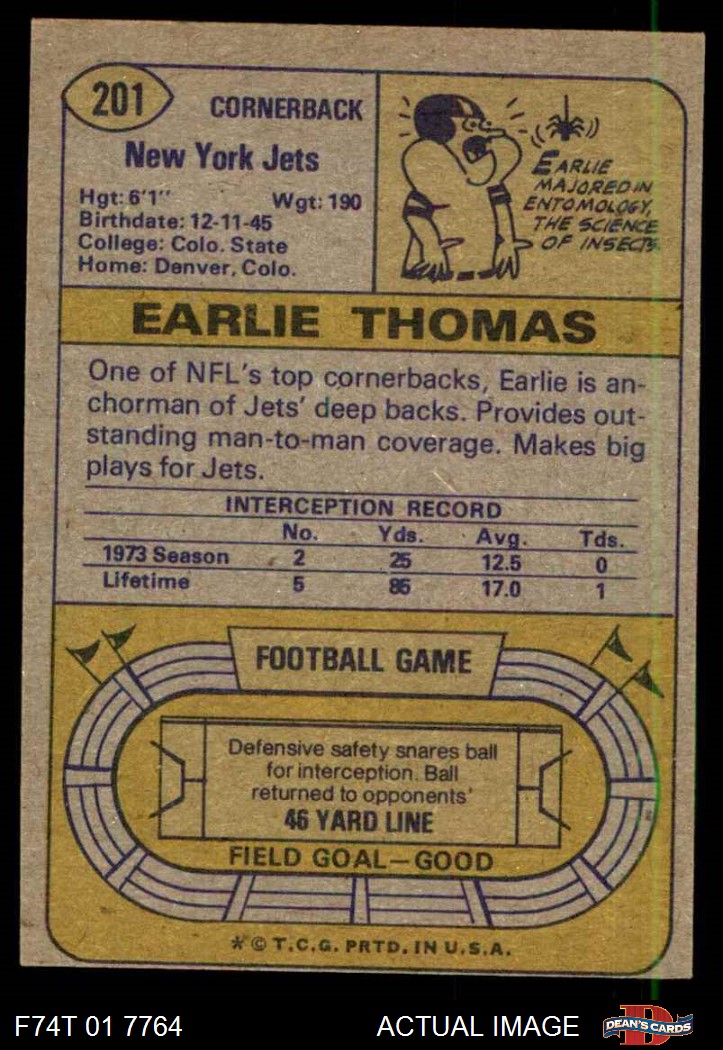 201
CORNERBACK
New York Jets
Hgt: 6'1" Wgt: 190
Birthdate: 12-11-45
College: Colo. State
Home: Denver, Colo.
EARLIE
MAJORED IN
ENTOMOLOGY,
THE SCIENCE
OF INSECTS
EARLIE THOMAS
One of NFL's top cornerbacks, Earlie is an-
chorman of Jets' deep backs. Provides out-
standing man-to-man coverage. Makes big
plays for Jets.
INTERCEPTION RECORD
No. Yds. Avg. Tds.
1973 Season 2 25 12.5 0
Lifetime 5 85 17.0 1
FOOTBALL GAME
Defensive safety snares ball
for interception. Ball
returned to opponents'
46 YARD LINE
FIELD GOAL—GOOD
* © T.C.G. PRTD. IN U.S.A.
F74T 01 7764 ACTUAL IMAGE DEAN'S CARDS